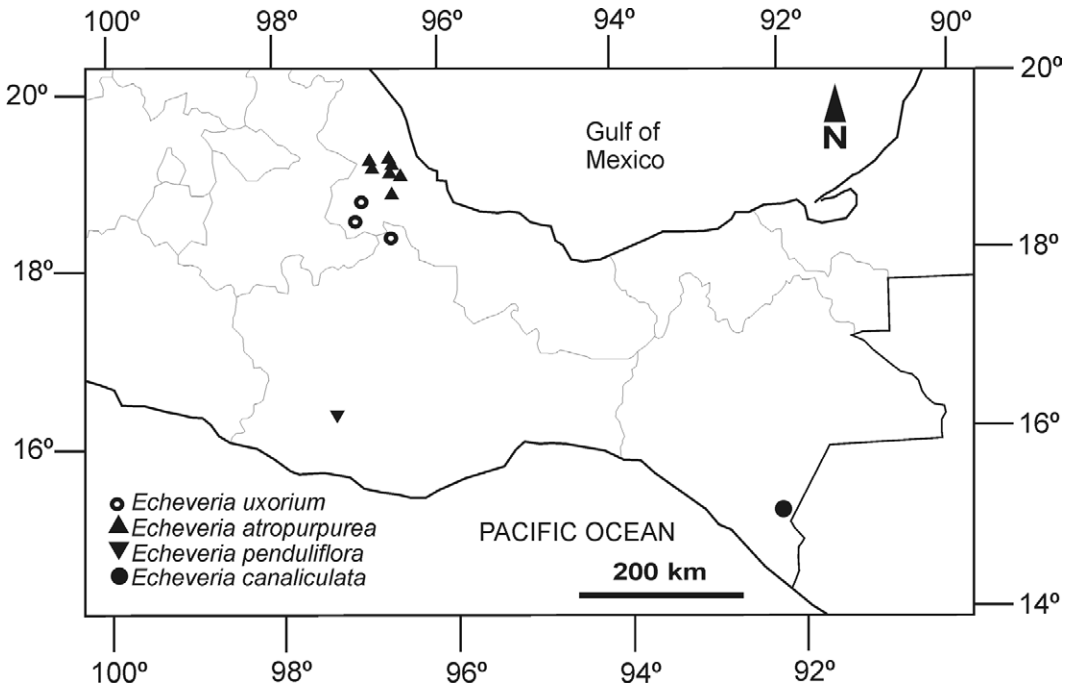 100º 98º 96º 94º 92º 90º
20º
20º
Gulf of
Mexico
N
18º
18º
16º
16º
Echeveria uxorium
Echeveria atropurpurea
Echeveria penduliflora
Echeveria canaliculata
PACIFIC OCEAN
200 km
14º
100º 98º 96º 94º 92º